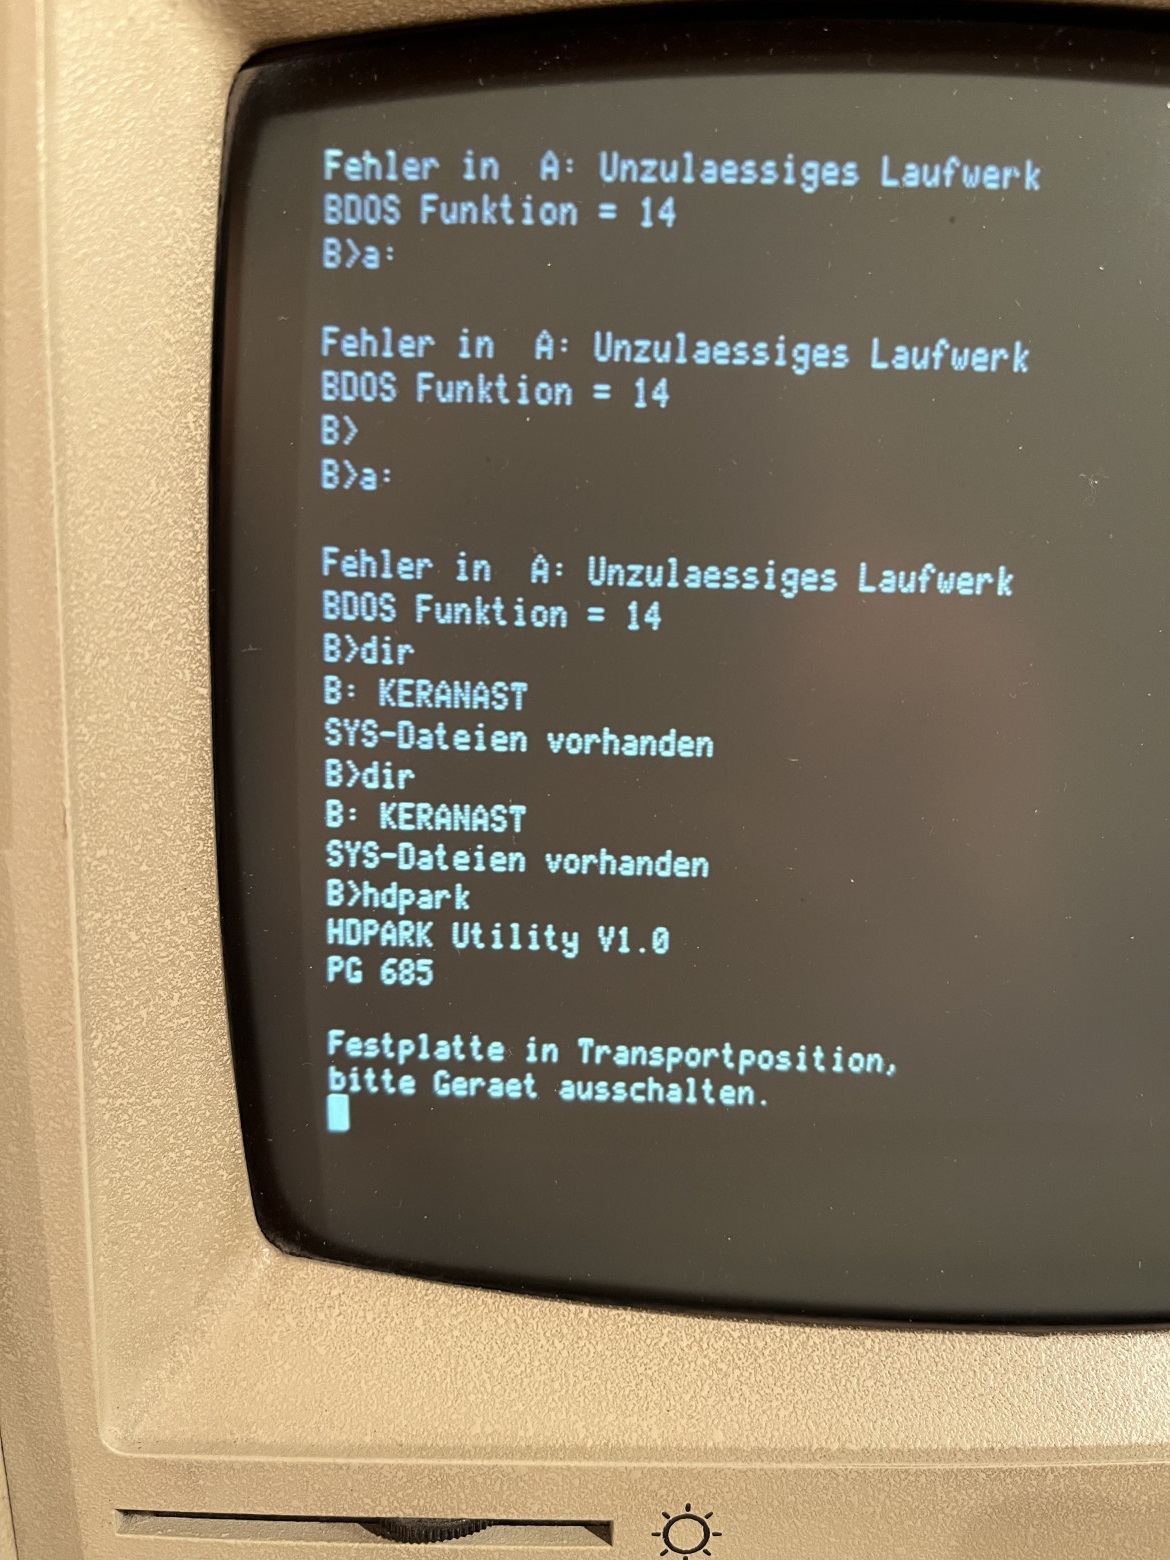 Fehler in  A: Unzulaessiges Laufwerk
BDOS Funktion = 14
B>a:
Fehler in  A: Unzulaessiges Laufwerk
BDOS Funktion = 14
B>
B>a:
Fehler in  A: Unzulaessiges Laufwerk
BDOS Funktion = 14
B>dir
B: KERANAST
SYS-Dateien vorhanden
B>dir
B: KERANAST
SYS-Dateien vorhanden
B>hdpark
HDPARK Utility V1.0
PG 685
Festplatte in Transportposition,
bitte Geraet ausschalten.